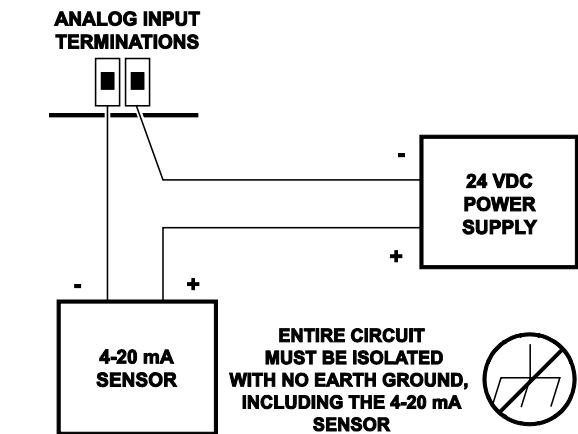 ANALOG INPUT
TERMINATIONS
-
24 VDC
POWER
SUPPLY
+
- +
4-20 mA
SENSOR
ENTIRE CIRCUIT
MUST BE ISOLATED
WITH NO EARTH GROUND,
INCLUDING THE 4-20 mA
SENSOR